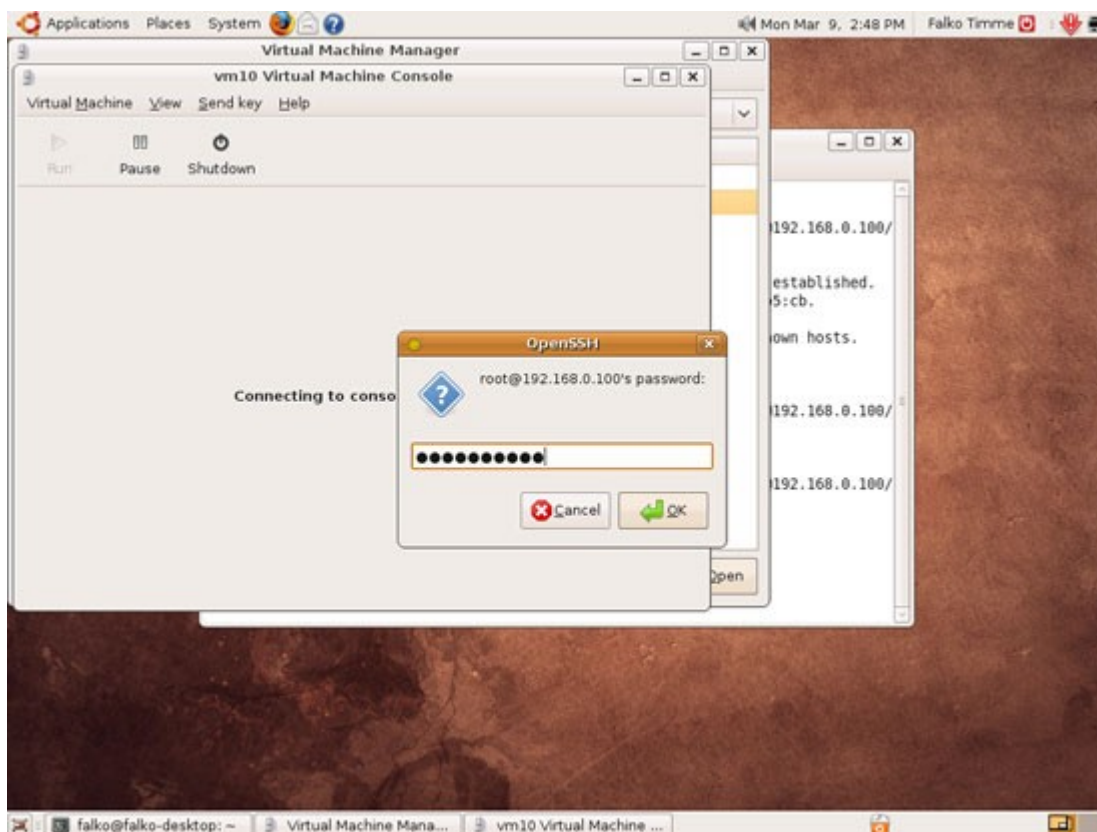 Applications Places System
Mon Mar 9, 2:48 PM Falko Timme
Virtual Machine Manager
vm10 Virtual Machine Console
Virtual Machine View Send key Help
Run Pause Shutdown
192.168.0.100/
established.
5:cb.
own hosts.
OpenSSH
root@192.168.0.100's password:
Connecting to conso
192.168.0.100/
192.168.0.100/
Cancel OK
Open
falko@falko-desktop: ~ Virtual Machine Mana... vm10 Virtual Machine ...